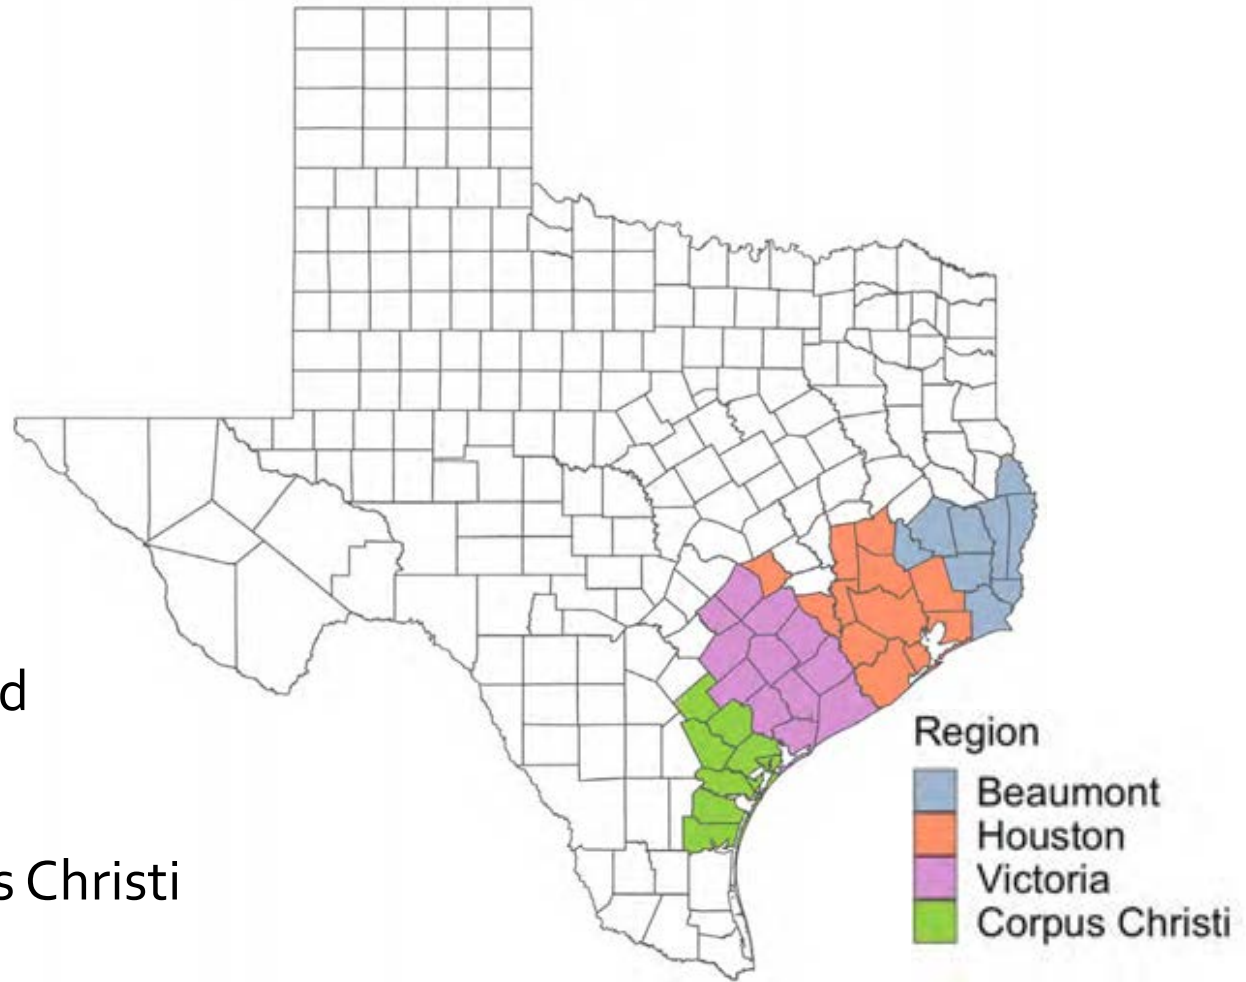 d
s Christi
Region
Beaumont
Houston
Victoria
Corpus Christi